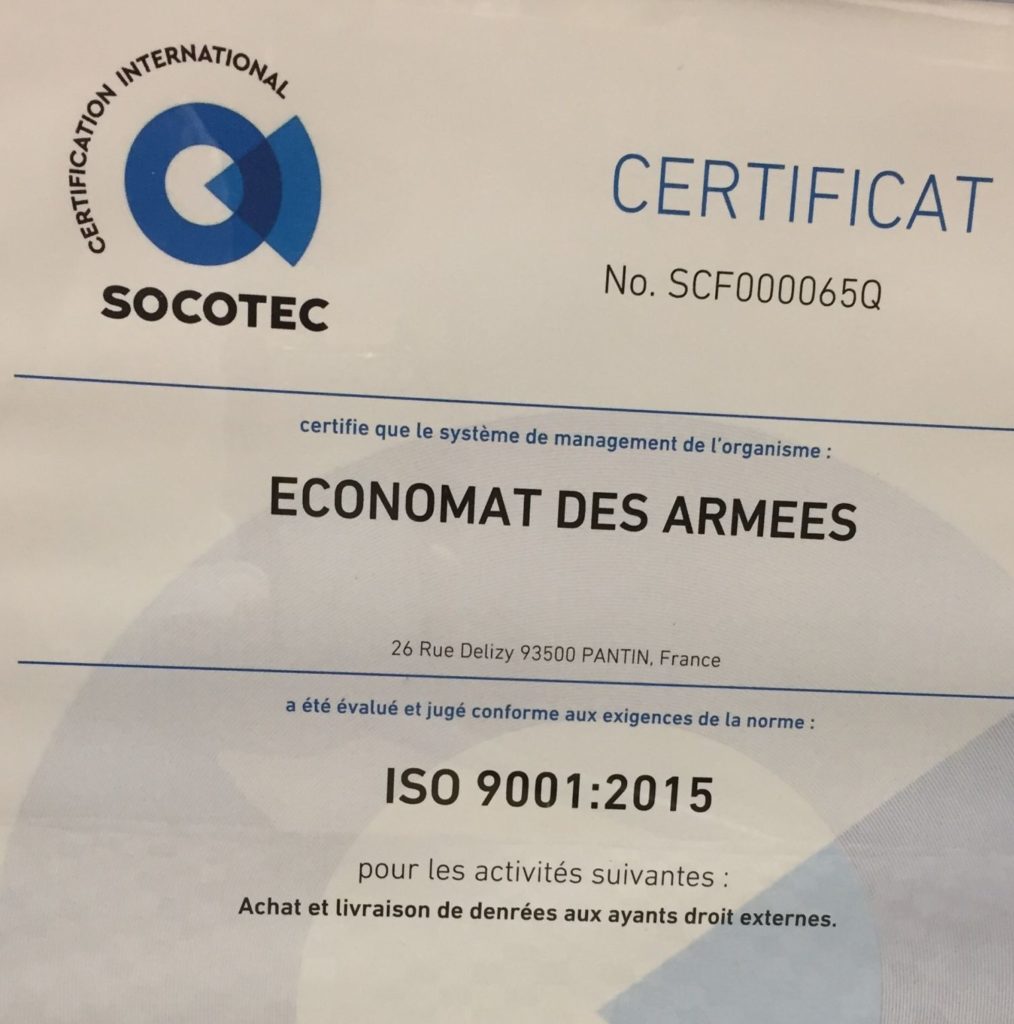 CERTIFICATION INTERNATIONAL
SOCOTEC
CERTIFICAT
No. SCF000065Q
certifie que le système de management de l'organisme :
ECONOMAT DES ARMEES
26 Rue Delizy 93500 PANTIN, France
a été évalué et jugé conforme aux exigences de la norme :
ISO 9001:2015
pour les activités suivantes :
Achat et livraison de denrées aux ayants droit externes.